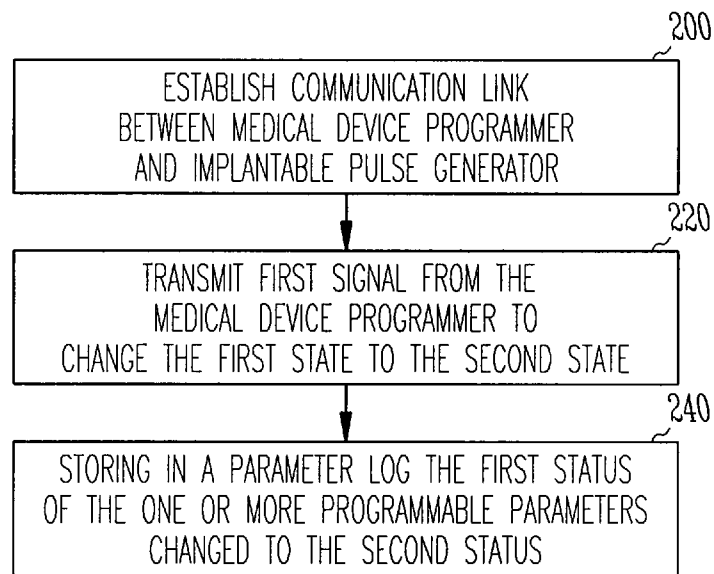 200
ESTABLISH COMMUNICATION LINK
BETWEEN MEDICAL DEVICE PROGRAMMER
AND IMPLANTABLE PULSE GENERATOR
220
TRANSMIT FIRST SIGNAL FROM THE
MEDICAL DEVICE PROGRAMMER TO
CHANGE THE FIRST STATE TO THE SECOND STATE
240
STORING IN A PARAMETER LOG THE FIRST STATUS
OF THE ONE OR MORE PROGRAMMABLE PARAMETERS
CHANGED TO THE SECOND STATUS